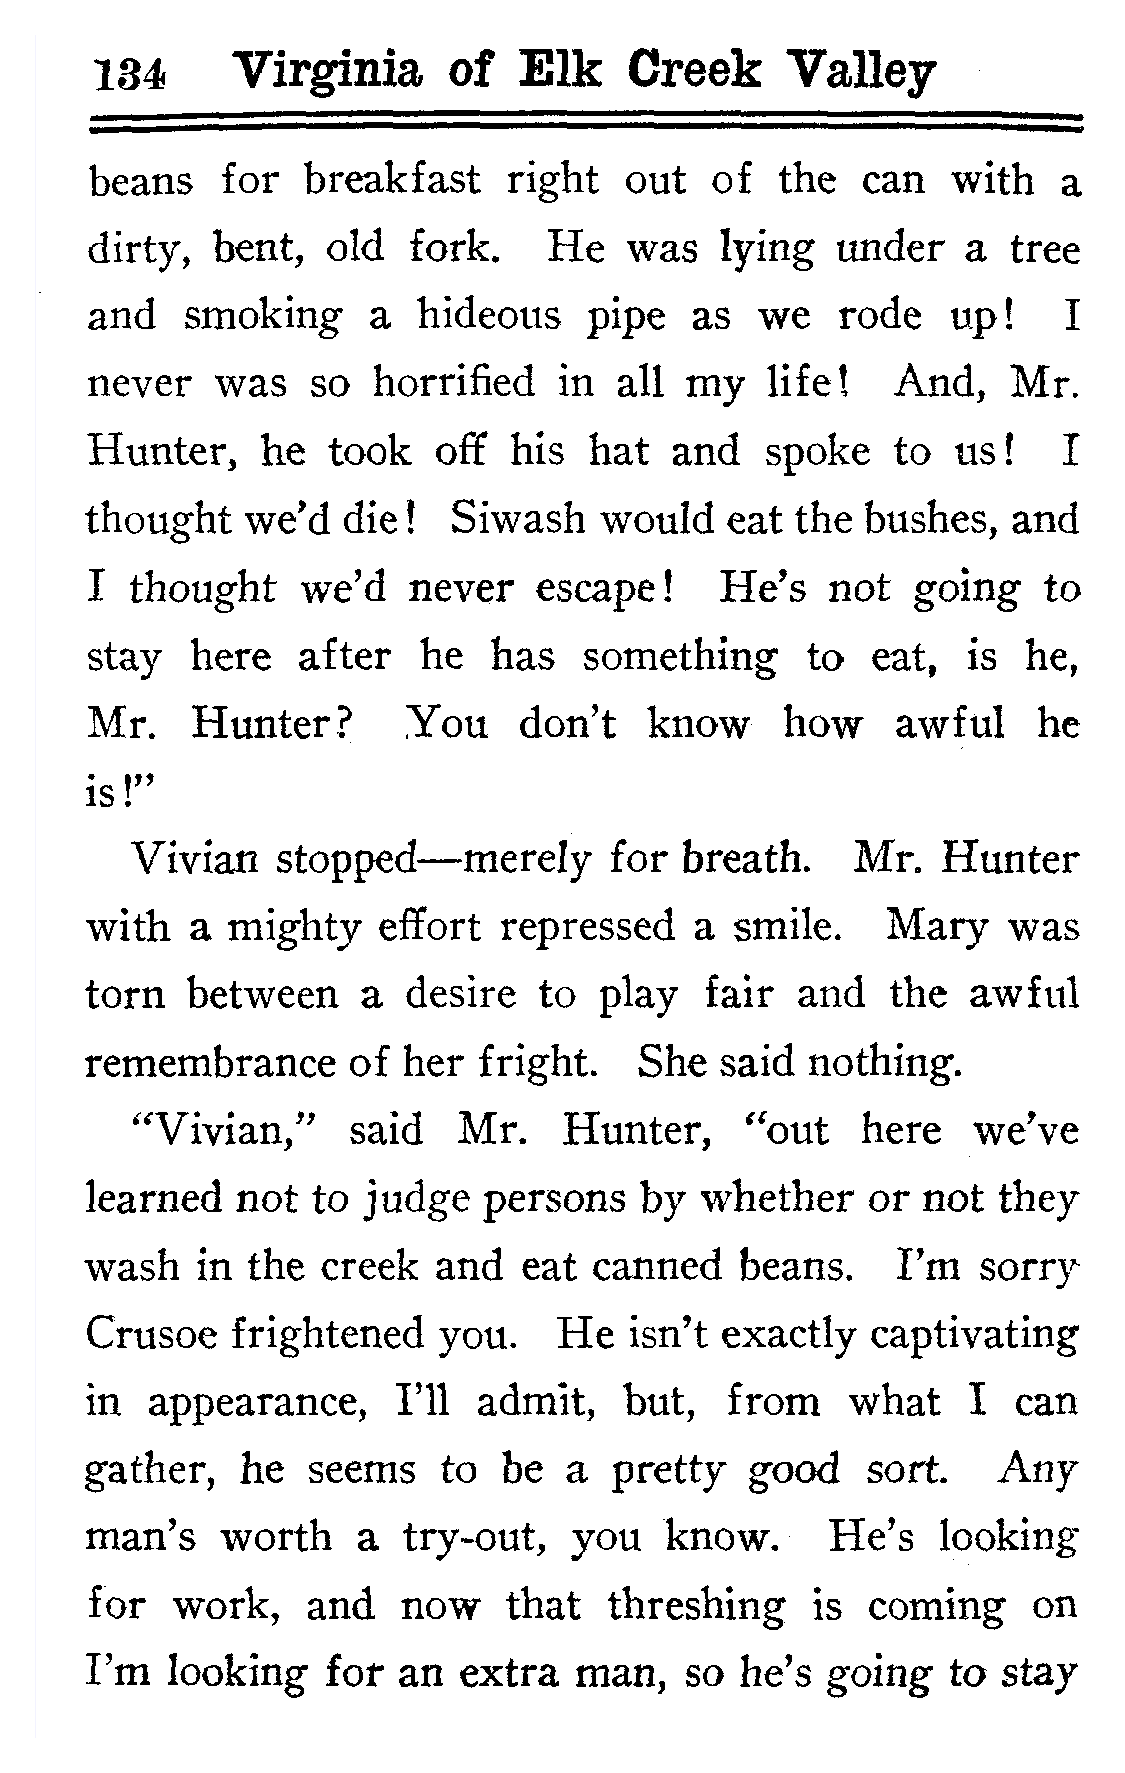 134 Virginia of Elk Creek Valley
beans for breakfast right out of the can with a
dirty, bent, old fork. He was lying under a tree
and smoking a hideous pipe as we rode up! I
never was so horrified in all my life! And, Mr.
Hunter, he took off his hat and spoke to us! I
thought we'd die! Siwash would eat the bushes, and
I thought we'd never escape! He's not going to
stay here after he has something to eat, is he,
Mr. Hunter? You don't know how awful he
is!"
Vivian stopped—merely for breath. Mr. Hunter
with a mighty effort repressed a smile. Mary was
torn between a desire to play fair and the awful
remembrance of her fright. She said nothing.
"Vivian," said Mr. Hunter, "out here we've
learned not to judge persons by whether or not they
wash in the creek and eat canned beans. I'm sorry
Crusoe frightened you. He isn't exactly captivating
in appearance, I'll admit, but, from what I can
gather, he seems to be a pretty good sort. Any
man's worth a try-out, you know. He's looking
for work, and now that threshing is coming on
I'm looking for an extra man, so he's going to stay